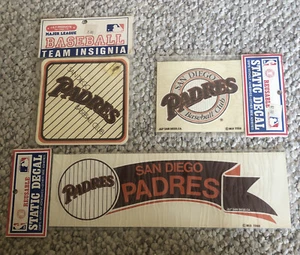 MAJOR LEAGUE
BASEBALL
TEAM INSIGNIA
PADRES
SAN DIEGO
PADRES
Baseball Club
REUSABLE
STATIC DECAL
REUSABLE
STATIC DECAL
PADRES
SAN DIEGO
PADRES